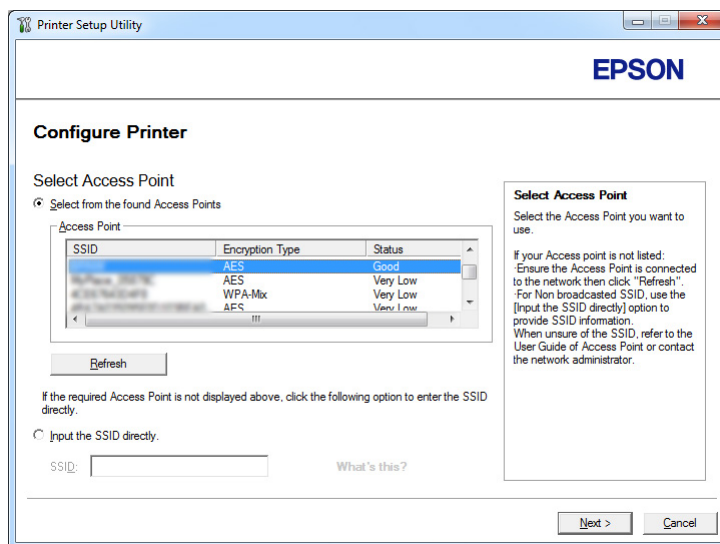 Printer Setup Utility
EPSON
Configure Printer
Select Access Point
Select from the found Access Points
Access Point
SSID Encryption Type Status
AES Good
AES Very Low
WPA-Mix Very Low
AES Very Low
Refresh
If the required Access Point is not displayed above, click the following option to enter the SSID
directly.
Input the SSID directly.
SSID: What's this?
Select Access Point
Select the Access Point you want to
use.
If your Access point is not listed:
·Ensure the Access Point is connected
to the network then click "Refresh".
·For Non broadcasted SSID, use the
[Input the SSID directly] option to
provide SSID information.
When unsure of the SSID, refer to the
User Guide of Access Point or contact
the network administrator.
Next >
Cancel